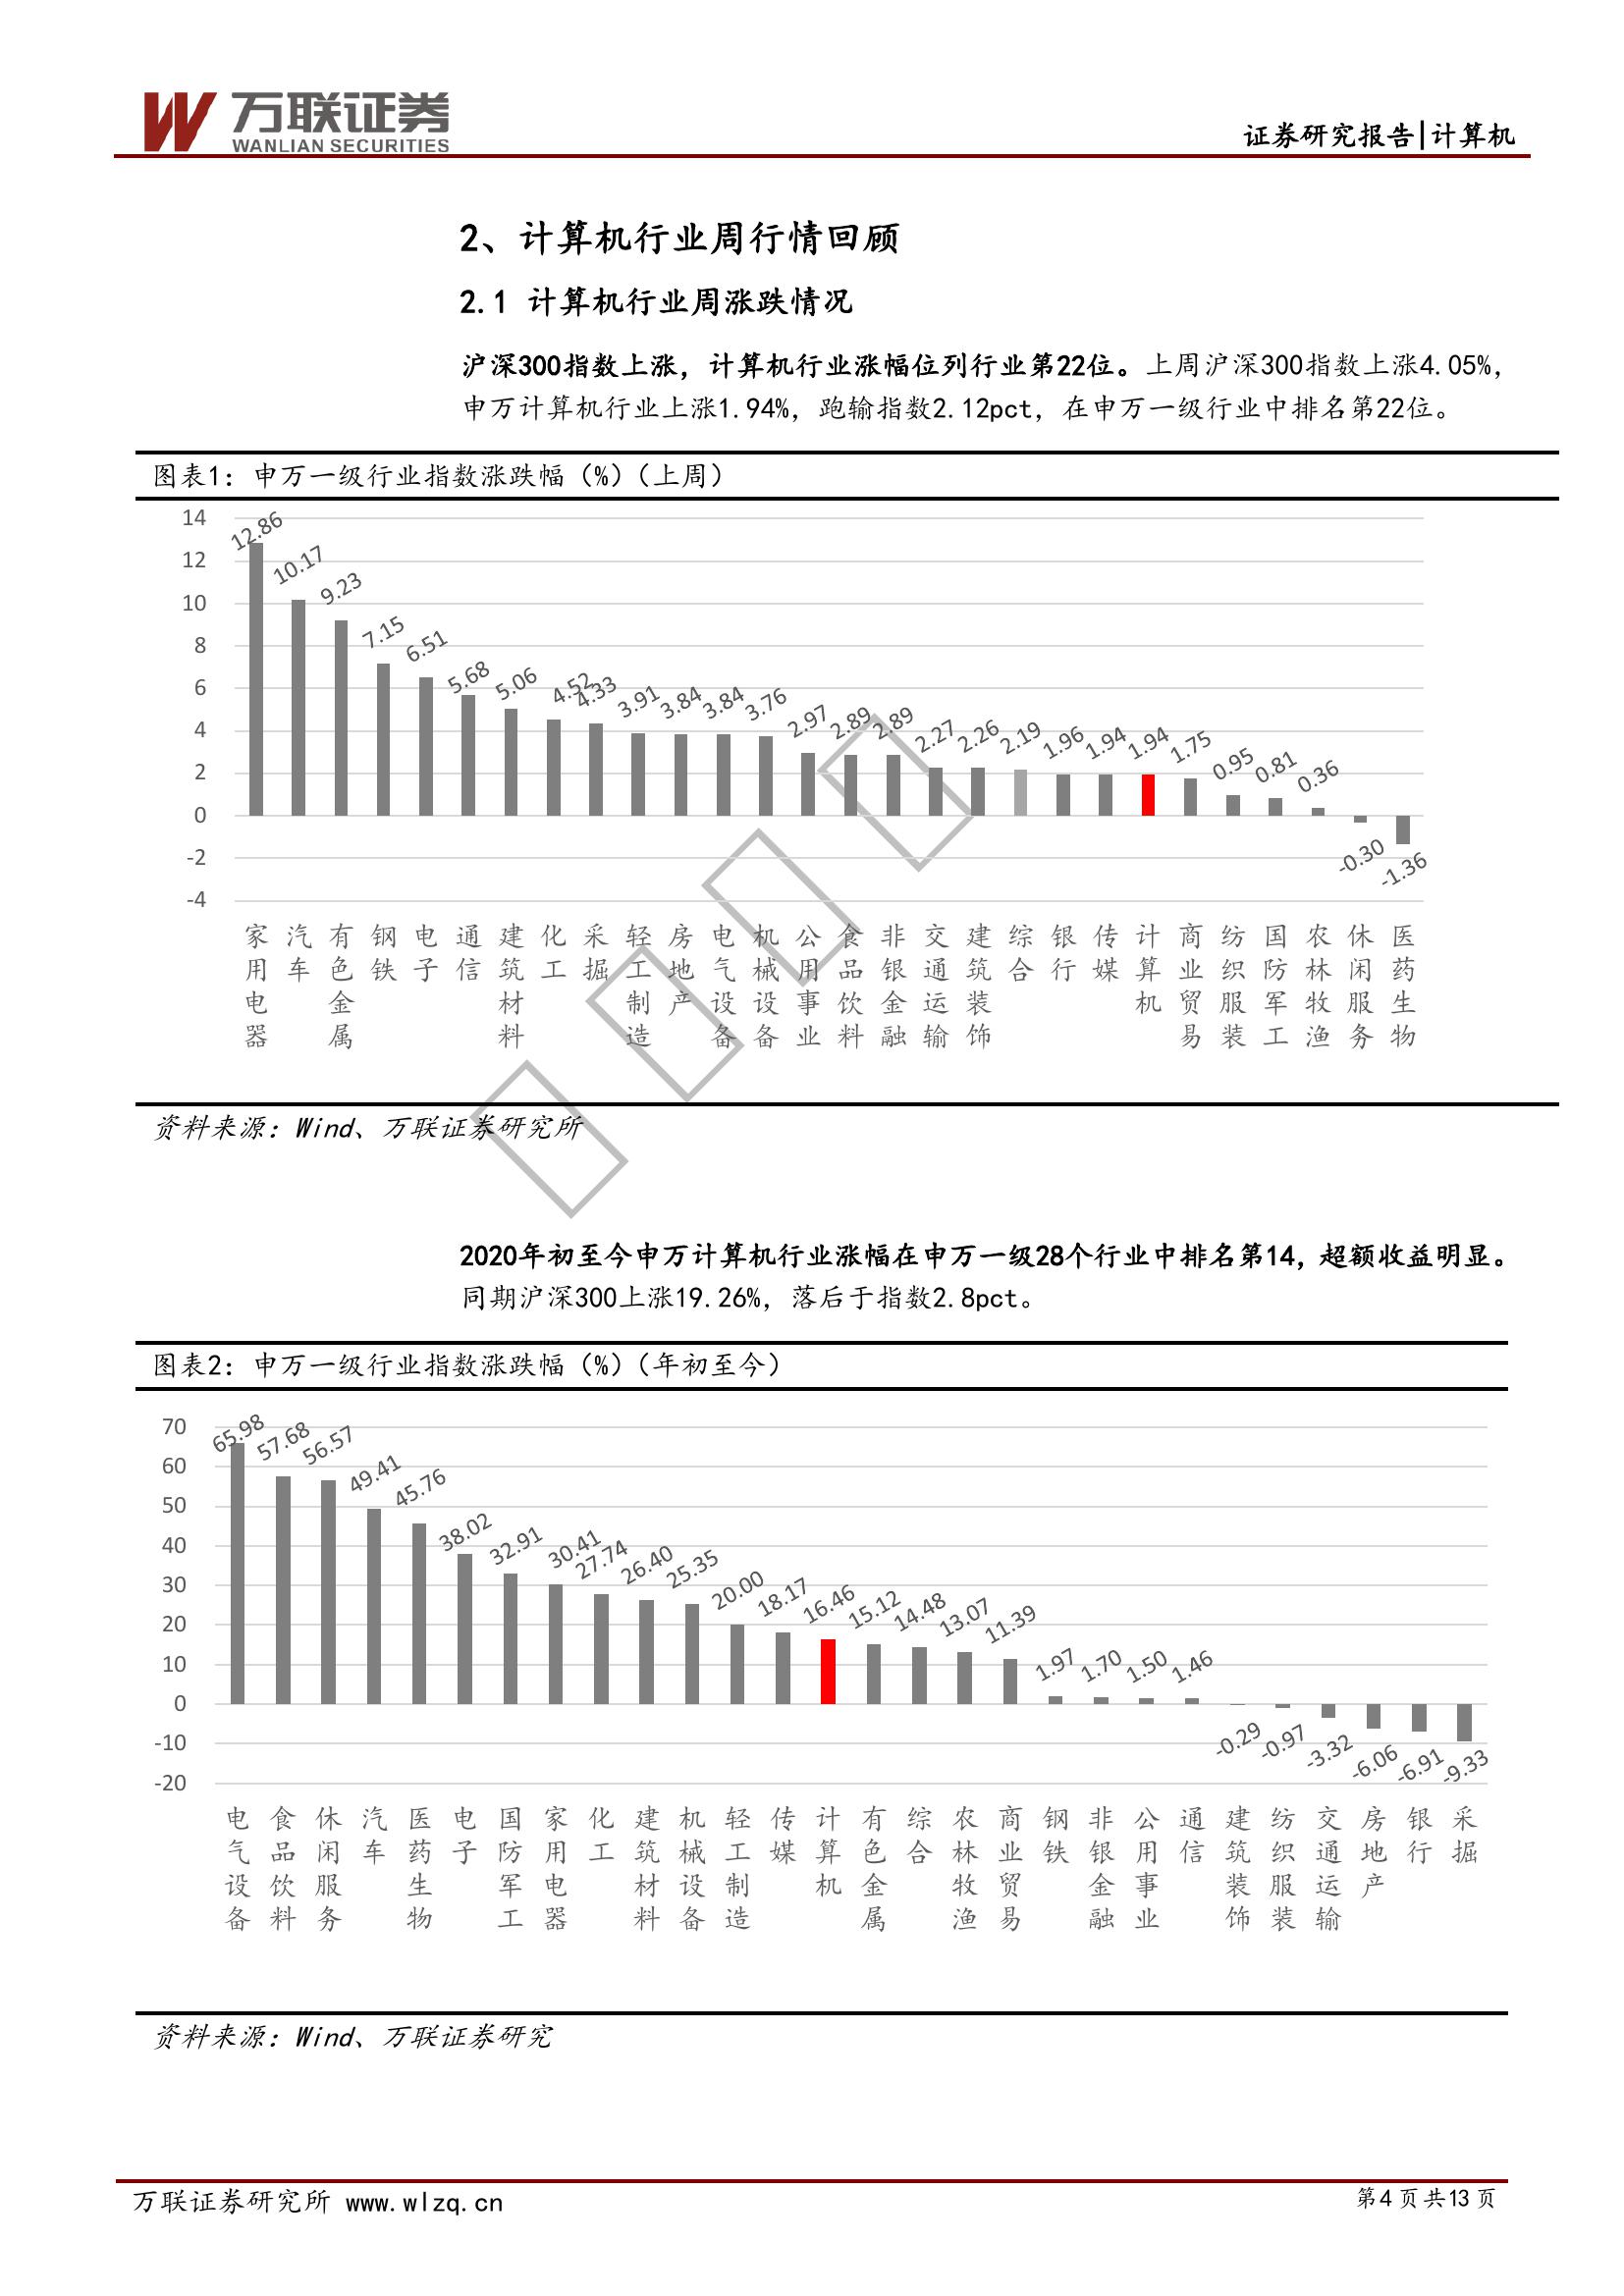 万联证券
WANLIAN SECURITIES
证券研究报告|计算机
2、计算机行业周行情回顾
2.1 计算机行业周涨跌情况
沪深300指数上涨，计算机行业涨幅位列行业第22位。上周沪深300指数上涨4.05%，
申万计算机行业上涨1.94%，跑输指数2.12pct，在申万一级行业中排名第22位。
图表1：申万一级行业指数涨跌幅（%）（上周）
14
12
10
8
6
4
2
0
-2
-4
12.86
10.17
9.23
7.15
6.51
5.68
5.06
4.52
4.33
3.91
3.84
3.84
3.76
2.97
2.89
2.89
2.27
2.26
2.19
1.96
1.94
1.94
1.75
0.95
0.81
0.36
-0.30
-1.36
家用电器
汽车
有色金属
钢铁
电子
通信
建筑材料
化工
采掘
轻工制造
房地产
电气设备
机械设备
公用事业
食品饮料
非银金融
交通运输
建筑装饰
综合
银行
传媒
计算机
商业贸易
纺织服装
国防军工
农林牧渔
休闲服务
医药生物
资料来源：Wind、万联证券研究所
2020年初至今申万计算机行业涨幅在申万一级28个行业中排名第14，超额收益明显。
同期沪深300上涨19.26%，落后于指数2.8pct。
图表2：申万一级行业指数涨跌幅（%）（年初至今）
70
60
50
40
30
20
10
0
-10
-20
65.98
57.68
56.57
49.41
45.76
38.02
32.91
30.41
27.74
26.40
25.35
20.00
18.17
16.46
15.12
14.48
13.07
11.39
1.97
1.70
1.50
1.46
-0.29
-0.97
-3.32
-6.06
-6.91
-9.33
电气设备
食品饮料
休闲服务
汽车
医药生物
电子
国防军工
家用电器
化工
建筑材料
机械设备
轻工制造
传媒
计算机
有色金属
综合
农林牧渔
商业贸易
钢铁
非银金融
公用事业
通信
建筑装饰
纺织服装
交通运输
房地产
银行
采掘
资料来源：Wind、万联证券研究
万联证券研究所 www.wlzq.cn
第4页共13页